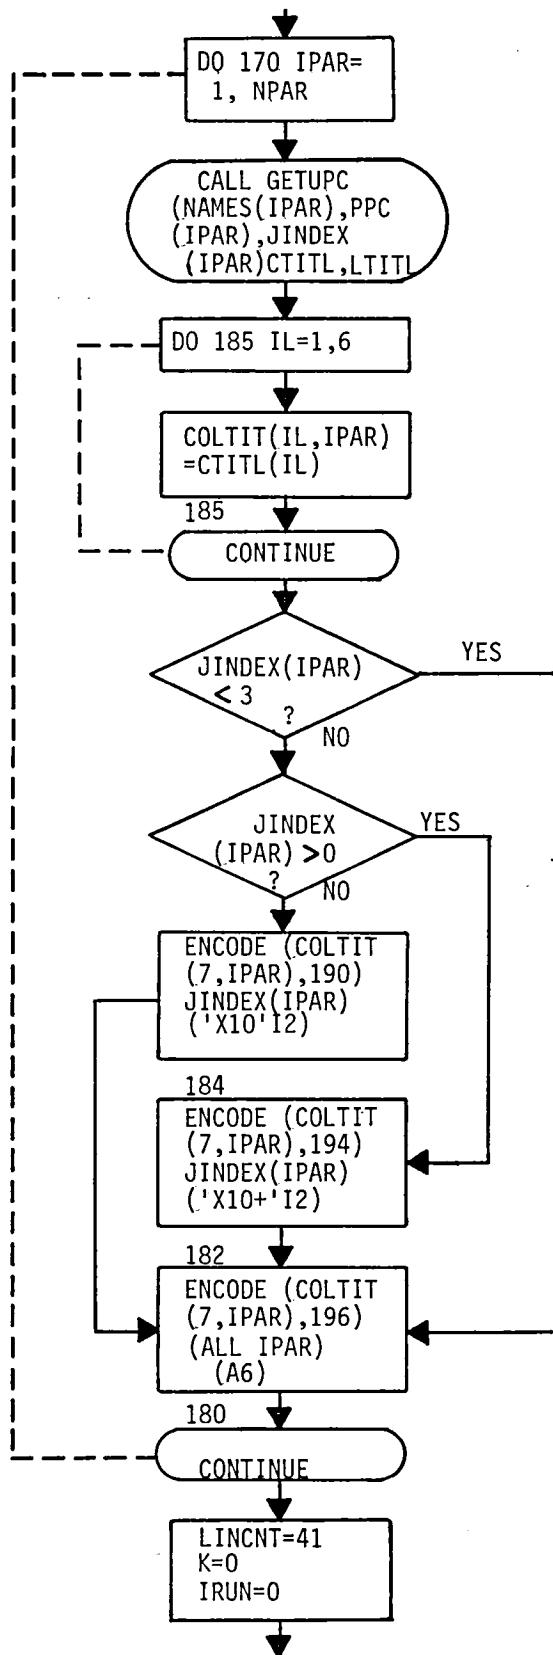 DO 170 IPAR=
1, NPAR
CALL GETUPC
(NAMES(IPAR),PPC
(IPAR),JINDEX
(IPAR)CTITL,LTITL
DO 185 IL=1,6
COLTIT(IL,IPAR)
=CTITL(IL)
185
CONTINUE
JINDEX(IPAR)
<3
?
YES
NO
JINDEX
(IPAR) >0
?
YES
NO
ENCODE (COLTIT
(7,IPAR),190)
JINDEX(IPAR)
('X10'I2)
184
ENCODE (COLTIT
(7,IPAR),194)
JINDEX(IPAR)
('X10+'I2)
182
ENCODE (COLTIT
(7,IPAR),196)
(ALL IPAR)
(A6)
180
CONTINUE
LINCNT=41
K=0
IRUN=0